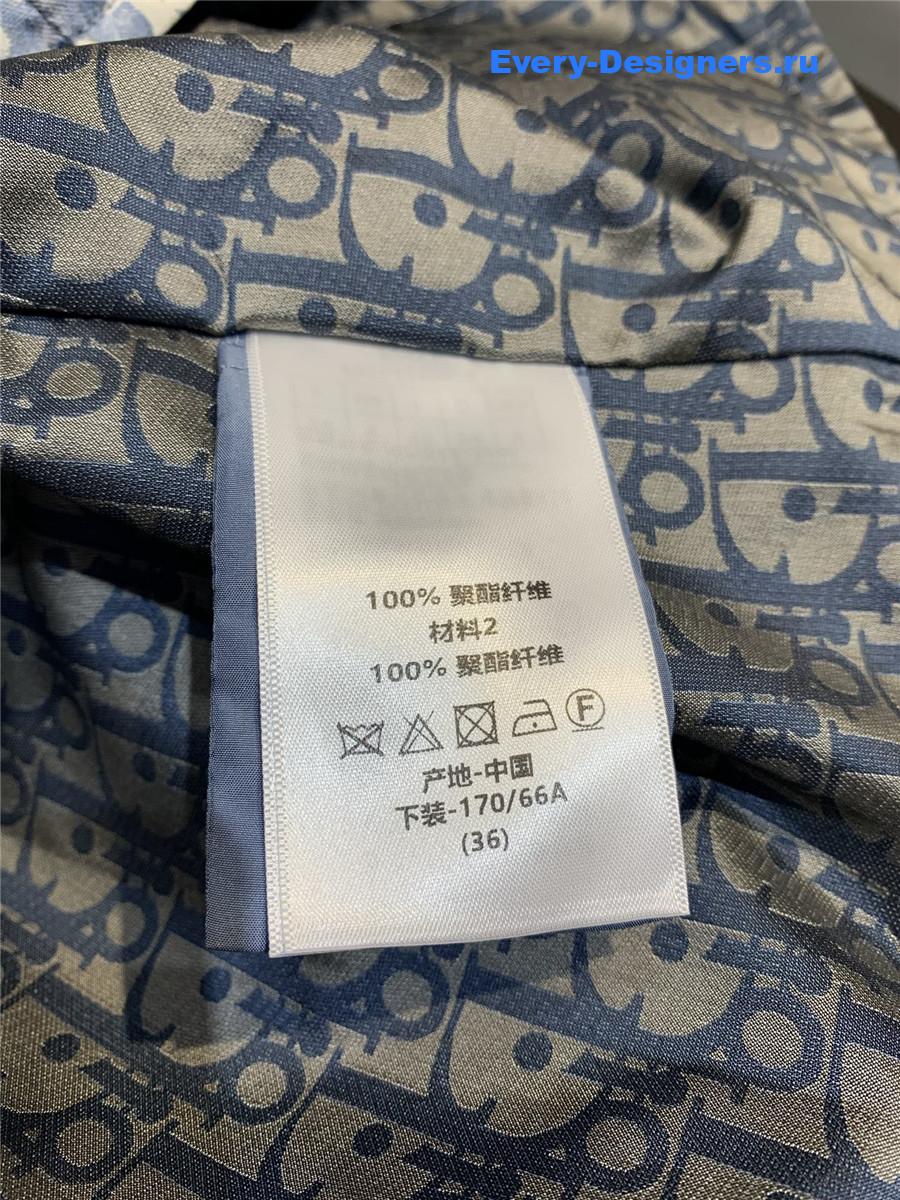 Every-Designers.ru
100% 聚酯纤维
材料2
100% 聚酯纤维
F
产地-中国
下装-170/66A
(36)